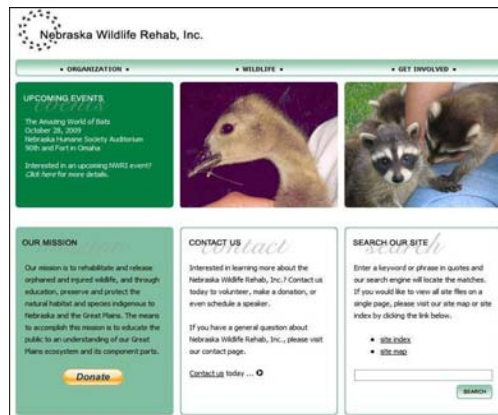 Nebraska Wildlife Rehab, Inc.
• ORGANIZATION •
• WILDLIFE •
• GET INVOLVED •
UPCOMING EVENTS
events
The Amazing World of Bats
October 28, 2009
Nebraska Humane Society Auditorium
90th and Fort in Omaha
Interested in an upcoming NWRI event?
Click here for more details.
OUR MISSION
Our mission is to rehabilitate and release
orphaned and injured wildlife, and through
education, preserve and protect the
natural habitat and species indigenous to
Nebraska and the Great Plains. The means
to accomplish this mission is to educate the
public to an understanding of our Great
Plains ecosystem and its component parts.
Donate
CONTACT US
contact
Interested in learning more about the
Nebraska Wildlife Rehab, Inc.? Contact us
today to volunteer, make a donation, or
even schedule a speaker.
If you have a general question about
Nebraska Wildlife Rehab, Inc., please visit
our contact page.
Contact us today ...
SEARCH OUR SITE
search
Enter a keyword or phrase in quotes and
our search engine will locate the matches.
If you would like to view all site files on a
single page, please visit our site map or site
index by clicking the link below.
• site index
• site map
SEARCH